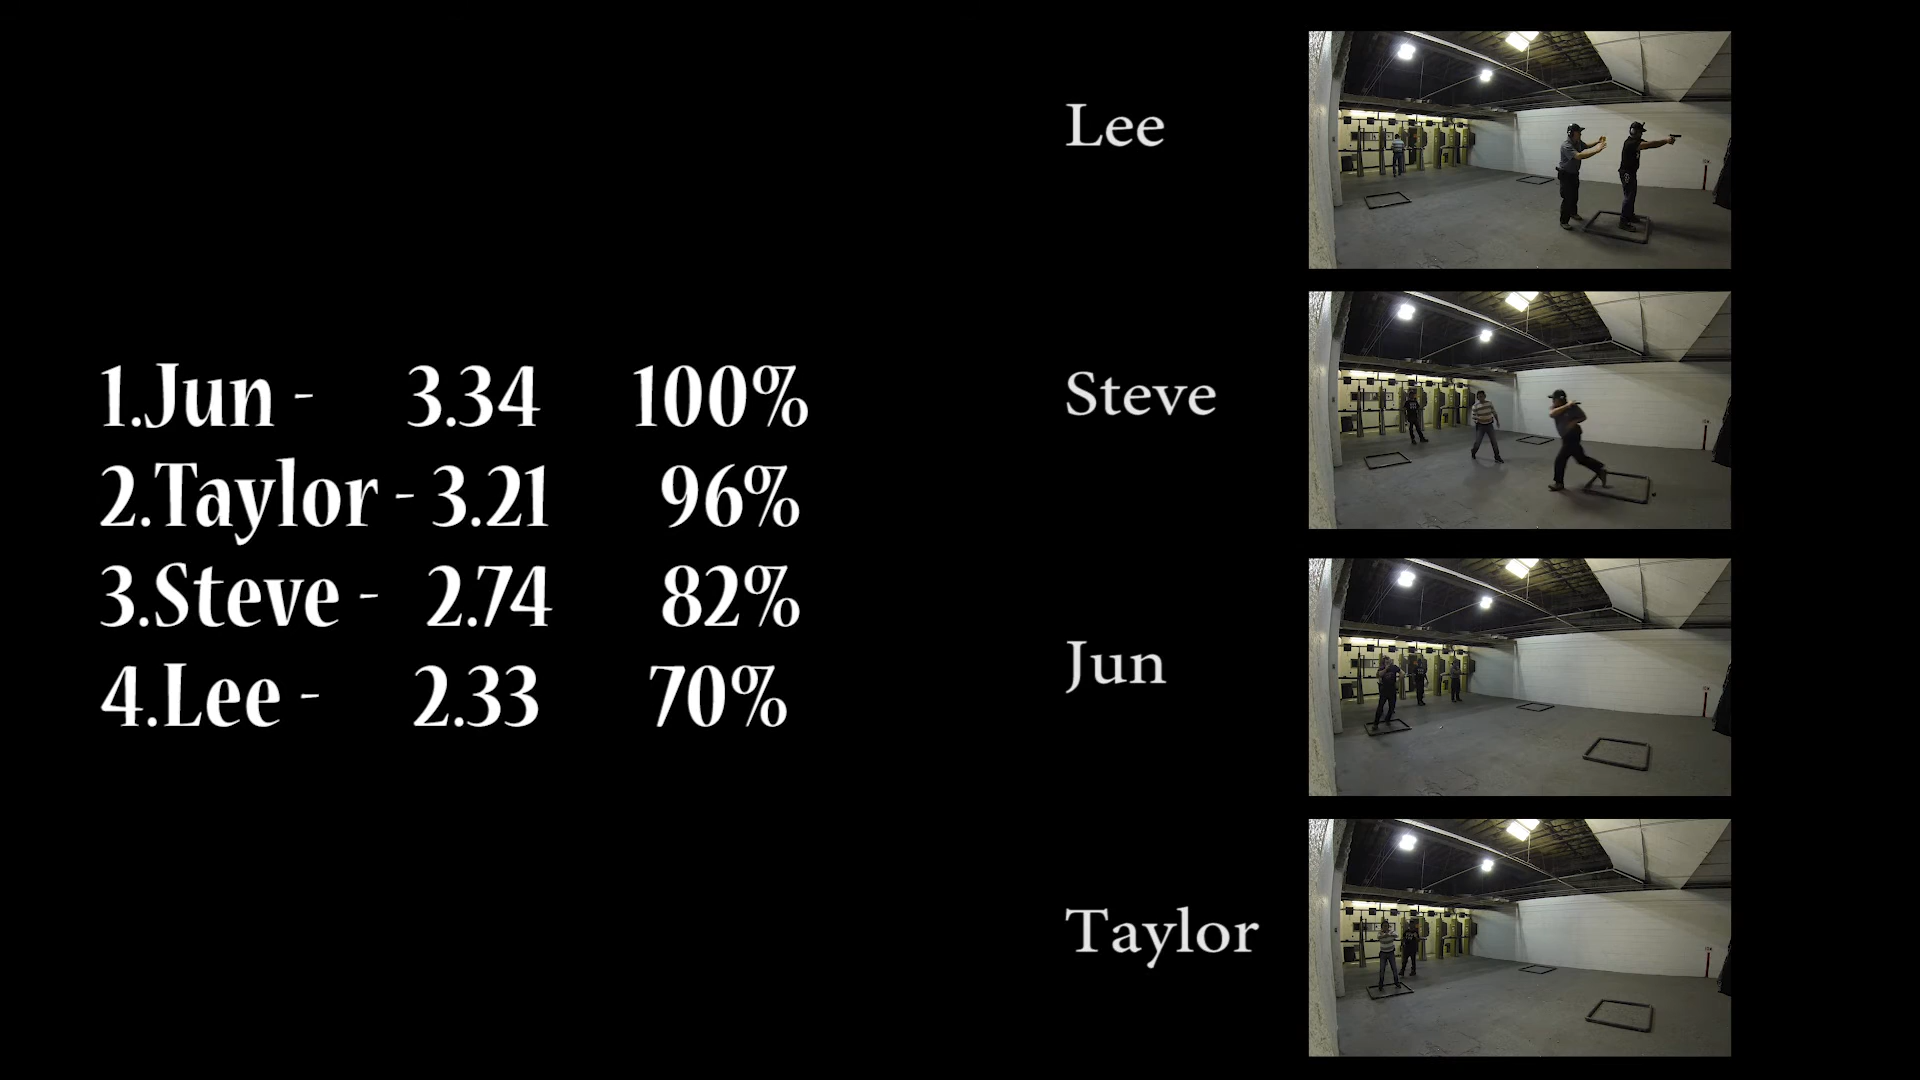 1.Jun - 3.34 100%
2.Taylor - 3.21 96%
3.Steve - 2.74 82%
4.Lee - 2.33 70%
Lee
Steve
Jun
Taylor